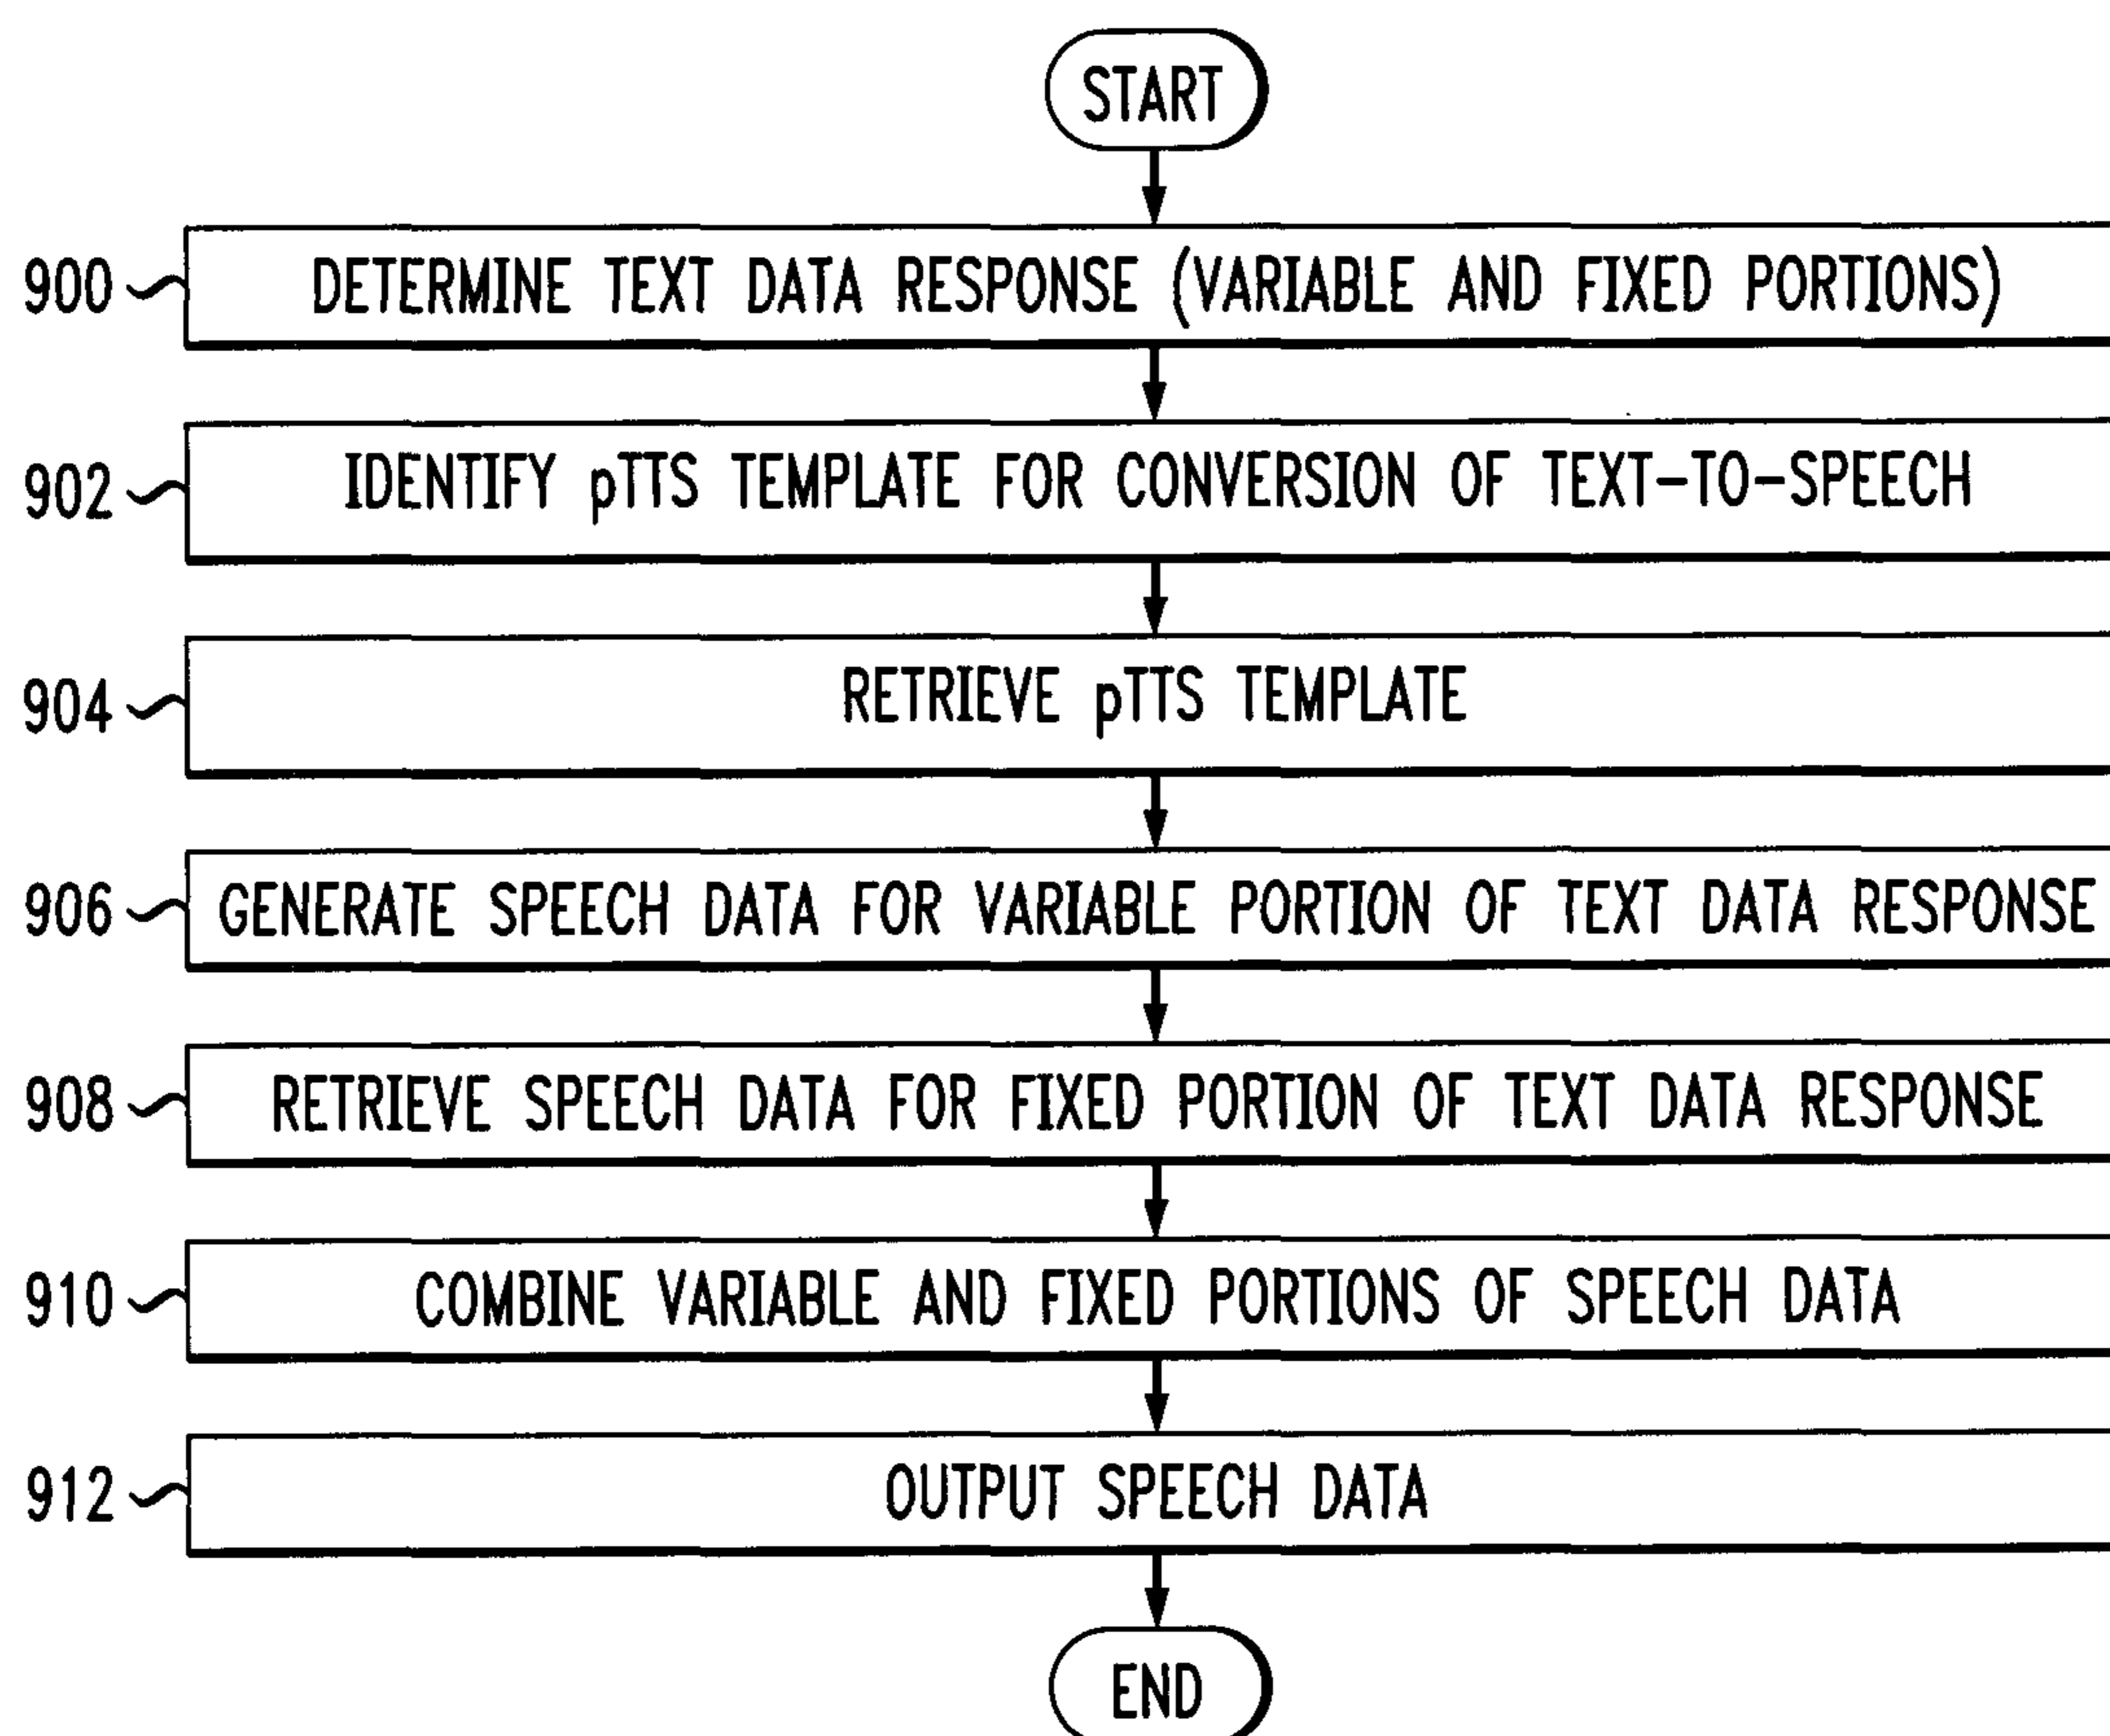 START
900 DETERMINE TEXT DATA RESPONSE (VARIABLE AND FIXED PORTIONS)
902 IDENTIFY pTTS TEMPLATE FOR CONVERSION OF TEXT-TO-SPEECH
904 RETRIEVE pTTS TEMPLATE
906 GENERATE SPEECH DATA FOR VARIABLE PORTION OF TEXT DATA RESPONSE
908 RETRIEVE SPEECH DATA FOR FIXED PORTION OF TEXT DATA RESPONSE
910 COMBINE VARIABLE AND FIXED PORTIONS OF SPEECH DATA
912 OUTPUT SPEECH DATA
END